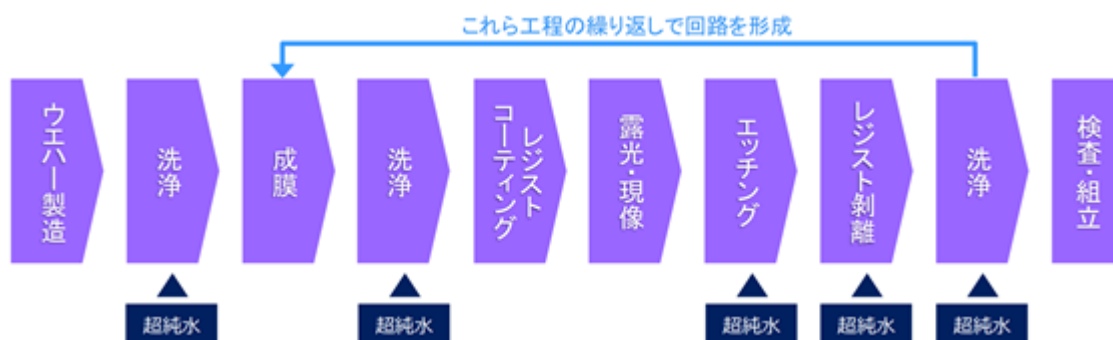 これら工程の繰り返しで回路を形成
ウエハー製造
洗浄
成膜
洗浄
レジスト
コーティング
露光・現像
エッチング
レジスト剥離
洗浄
検査・組立
超純水
超純水
超純水
超純水
超純水